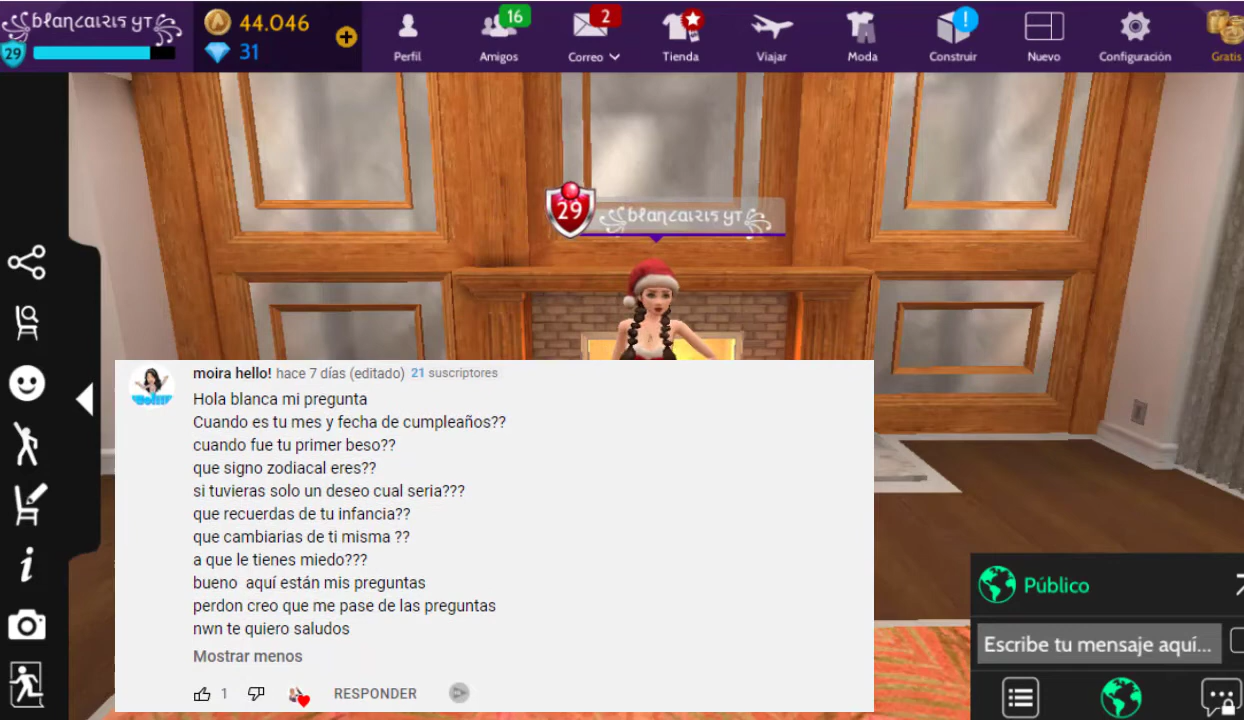 blancairis YT
44.046
16
2
!
29
31
Perfil
Amigos
Correo
Tienda
Viajar
Moda
Construir
Nuevo
Configuración
Gratis
29
blancairis YT
moira hello! hace 7 días (editado) 21 suscriptores
Hola blanca mi pregunta
Cuando es tu mes y fecha de cumpleaños??
cuando fue tu primer beso??
que signo zodiacal eres??
si tuvieras solo un deseo cual seria???
que recuerdas de tu infancia??
que cambiarias de ti misma ??
a que le tienes miedo???
bueno aquí están mis preguntas
perdon creo que me pase de las preguntas
nwn te quiero saludos
Mostrar menos
1
RESPONDER
Público
Escribe tu mensaje aquí...